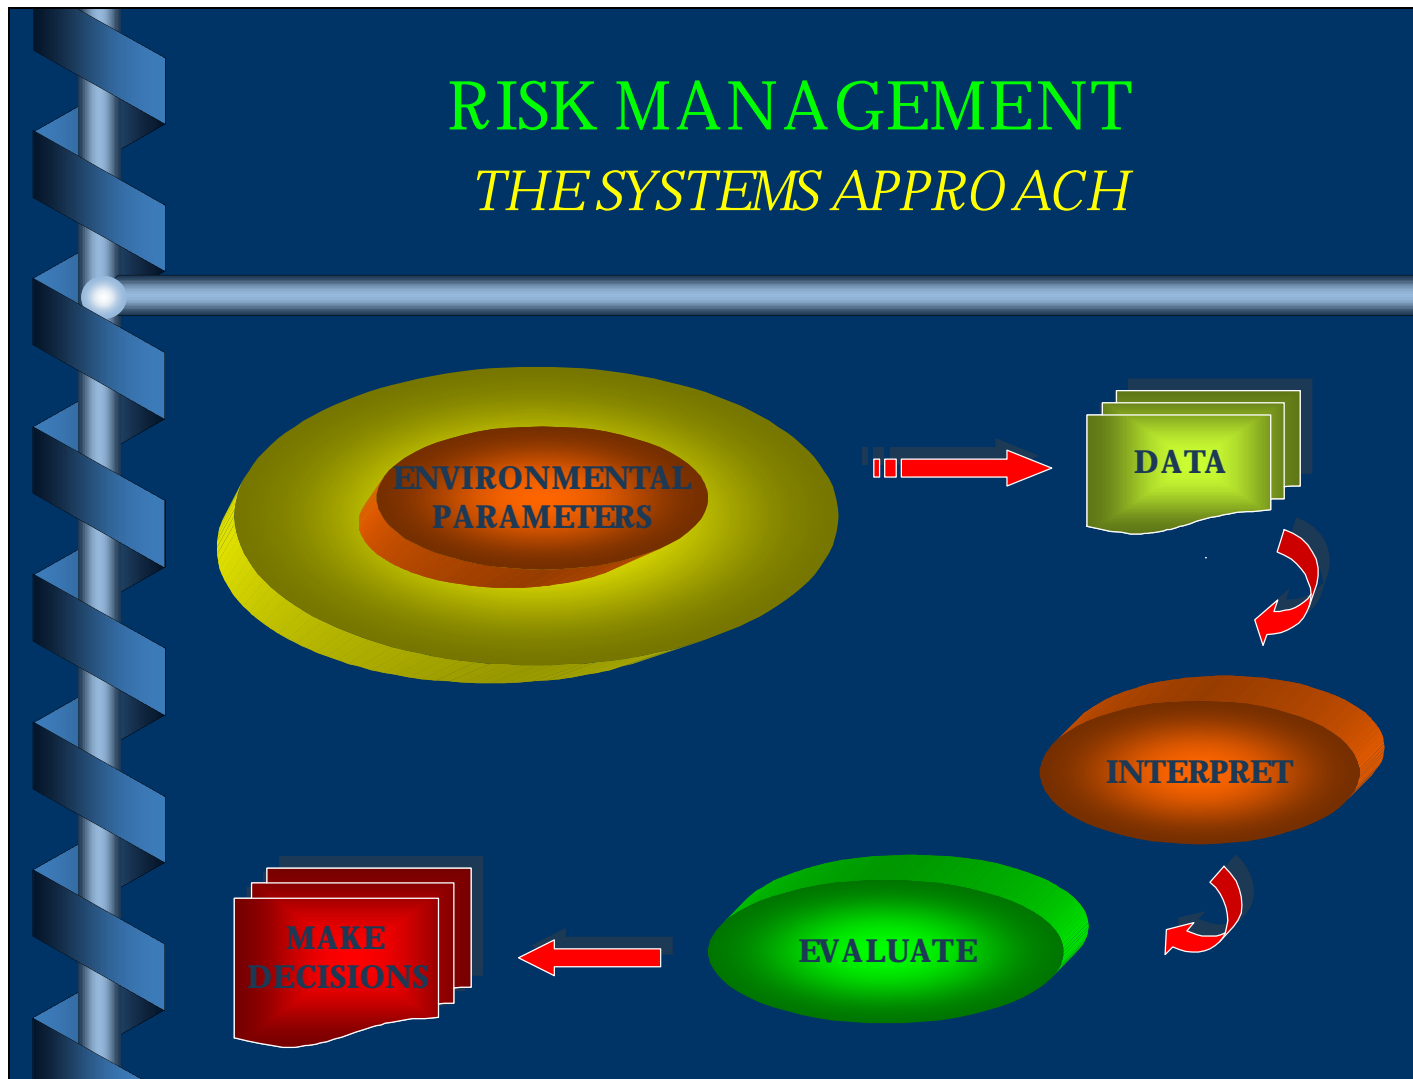 RISK MANAGEMENT
THE SYSTEMS APPROACH
ENVIRONMENTAL
PARAMETERS
DATA
INTERPRET
EVALUATE
MAKE
DECISIONS